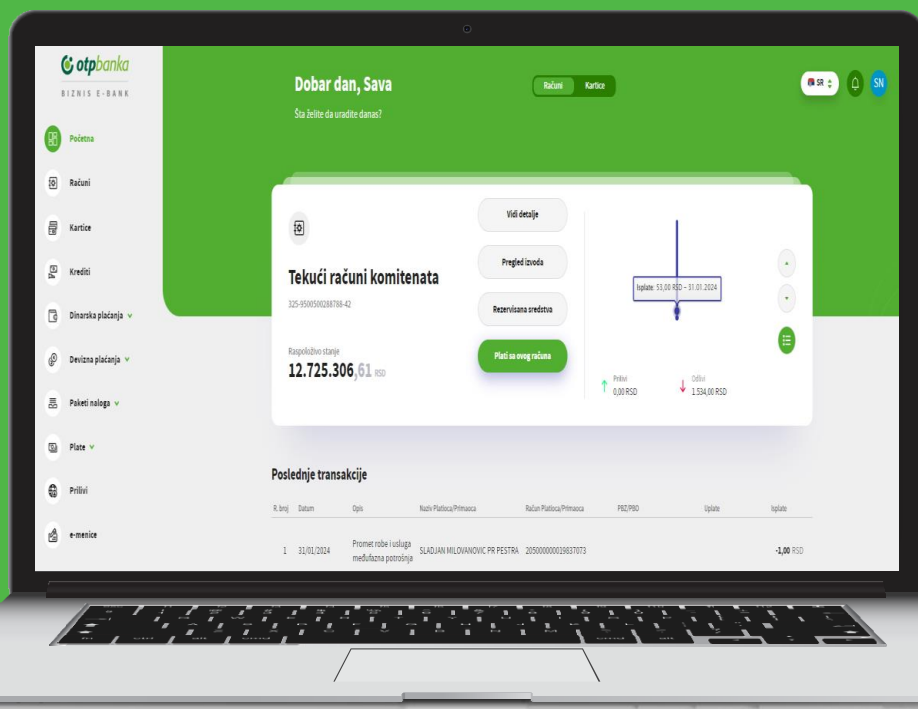 otpbanka
BIZNIS E-BANK
Početna
Računi
Kartice
Krediti
Dinarska plaćanja
Devizna plaćanja
Paketi naloga
Plate
Prilivi
e-menice
Dobar dan, Sava
Šta želite da uradite danas?
Računi Kartice
SR
SN
Tekući računi komitenata
325-9500500288788-42
Raspoloživo stanje
12.725.306,61 RSD
Vidi detalje
Pregled izvoda
Rezervisana sredstva
Plati sa ovog računa
Isplate: 53,00 RSD – 31.01.2024
Prilivi
0,00 RSD
Odlivi
1.534,00 RSD
Poslednje transakcije
R. broj Datum Opis Naziv Platioca/Primaoca Račun Platioca/Primaoca PBZ/PBO Uplate Isplate
1 31/01/2024 Promet robe i usluga međufazna potrošnja SLADJAN MILOVANOVIC PR PESTRA 205000000019837073 -1,00 RSD